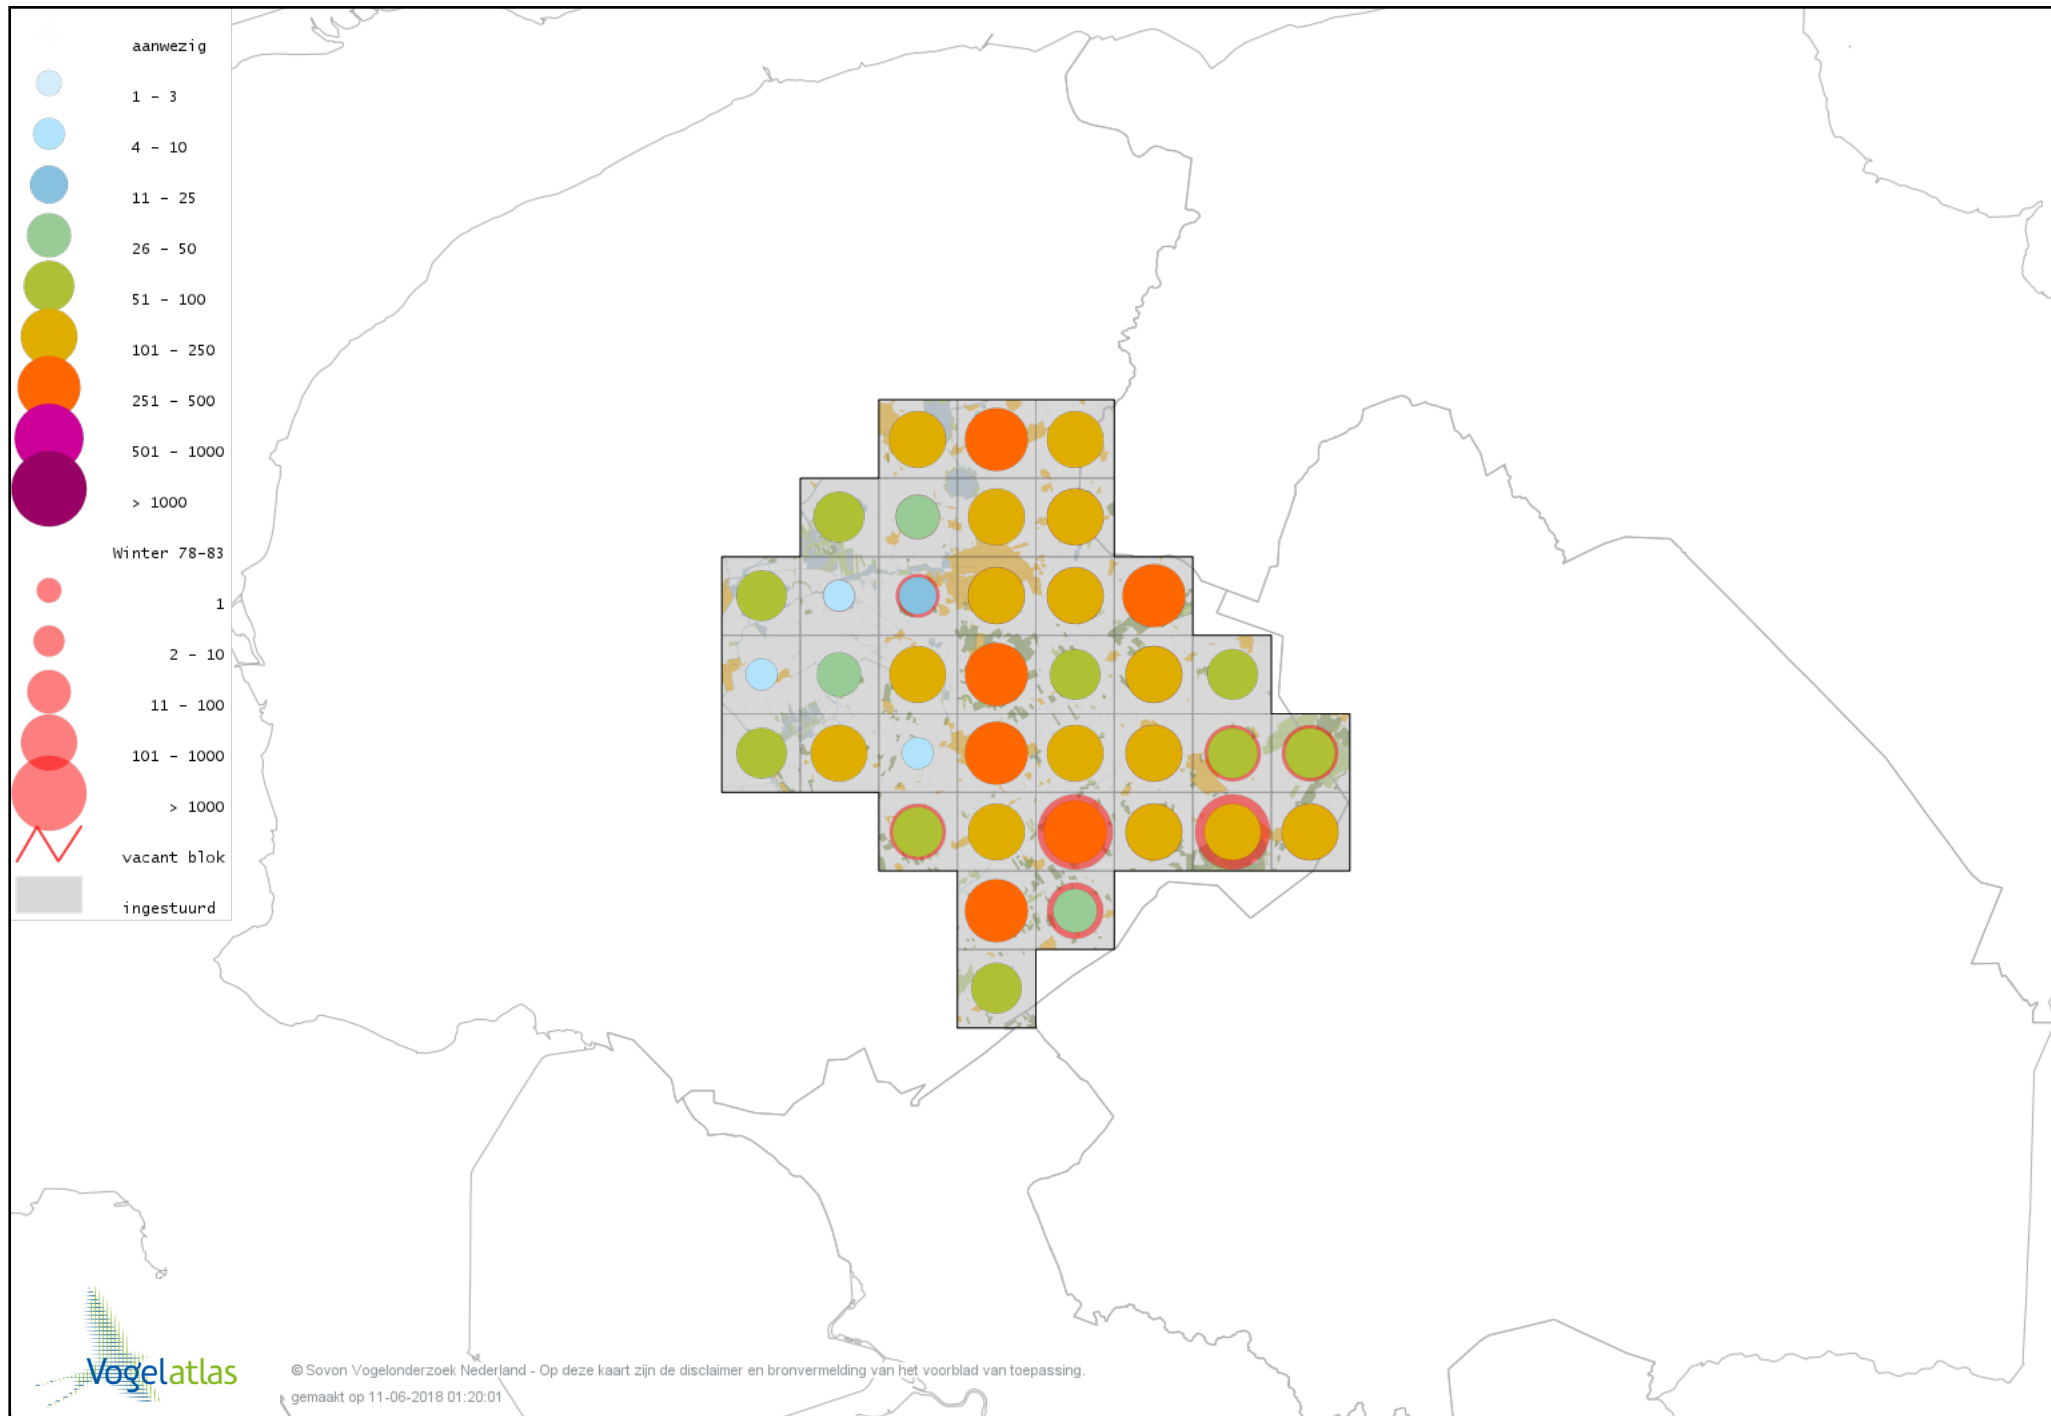 aanwezig
1 - 3
4 - 10
11 - 25
26 - 50
51 - 100
101 - 250
251 - 500
501 - 1000
> 1000
Winter 78-83
1
2 - 10
11 - 100
101 - 1000
> 1000
vacant blok
ingestuurd
Vogelatlas
© Sovon Vogelonderzoek Nederland - Op deze kaart zijn de disclaimer en bronvermelding van het voorblad van toepassing.
gemaakt op 11-06-2018 01:20:01